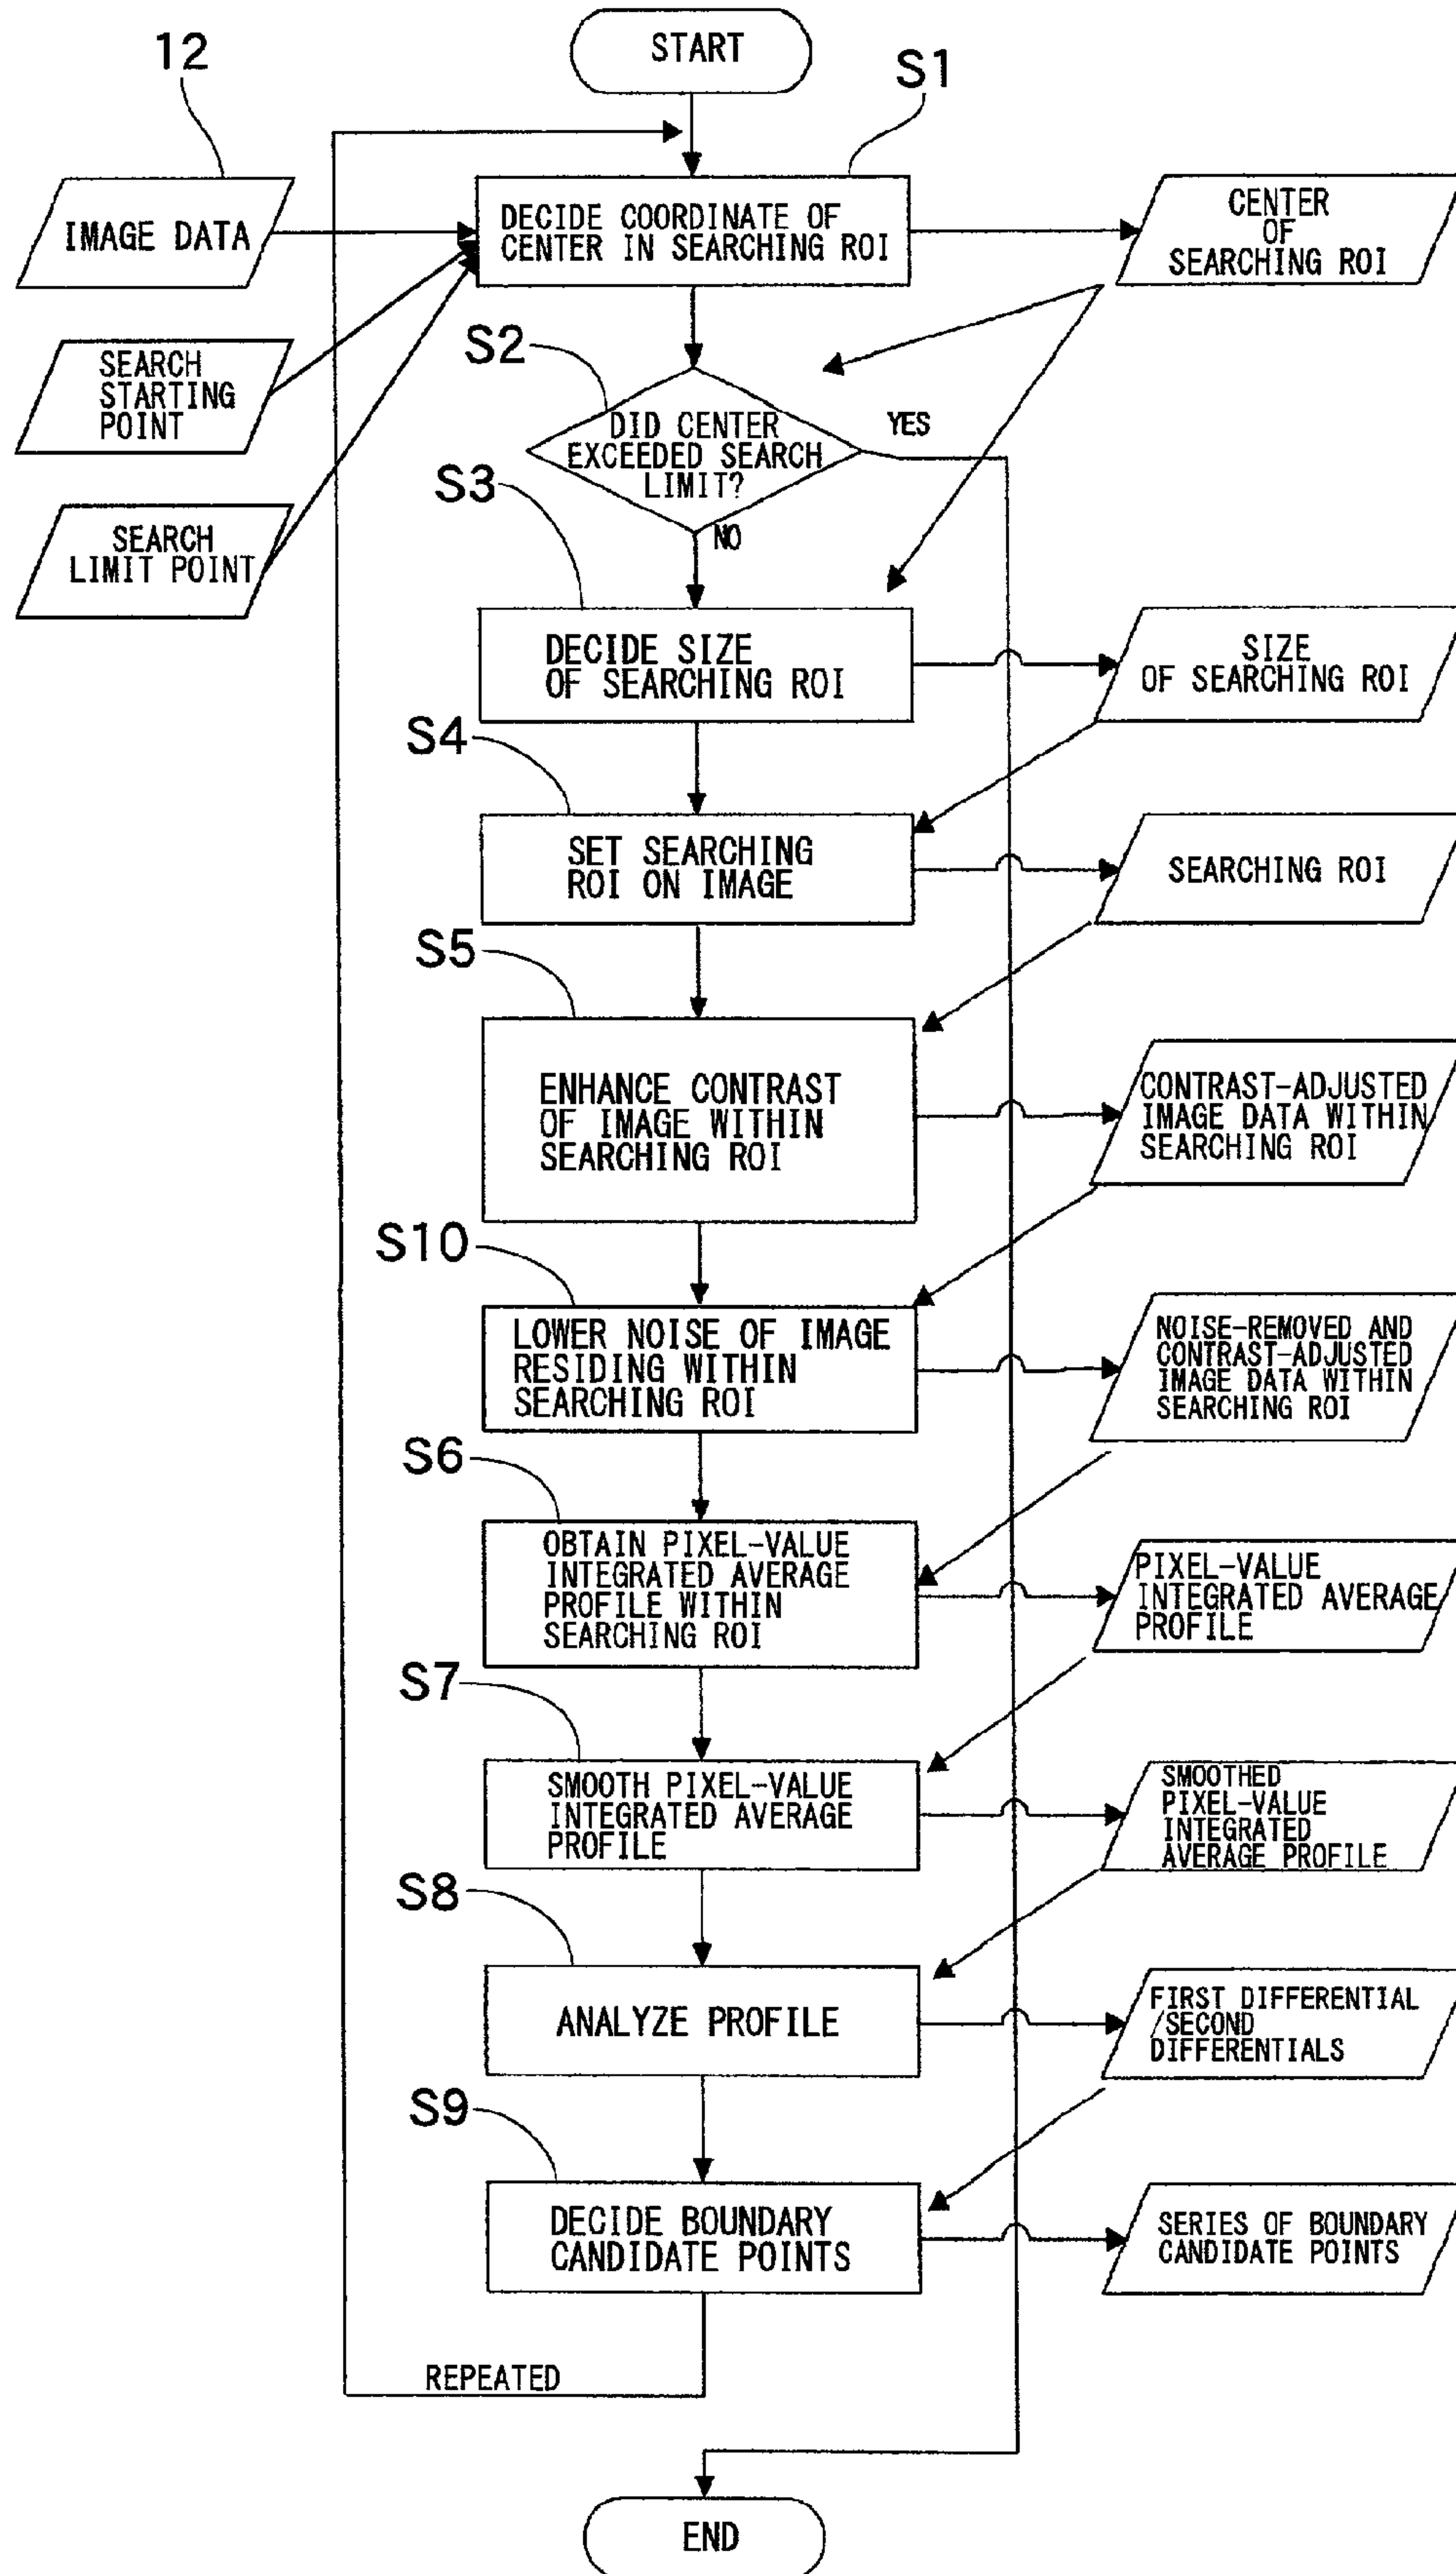 START
12
S1
IMAGE DATA
DECIDE COORDINATE OF
CENTER IN SEARCHING ROI
CENTER
OF
SEARCHING ROI
SEARCH
STARTING
POINT
S2
DID CENTER
EXCEEDED SEARCH
LIMIT?
YES
NO
SEARCH
LIMIT POINT
S3
DECIDE SIZE
OF SEARCHING ROI
SIZE
OF SEARCHING ROI
S4
SET SEARCHING
ROI ON IMAGE
SEARCHING ROI
S5
ENHANCE CONTRAST
OF IMAGE WITHIN
SEARCHING ROI
CONTRAST-ADJUSTED
IMAGE DATA WITHIN
SEARCHING ROI
S10
LOWER NOISE OF IMAGE
RESIDING WITHIN
SEARCHING ROI
NOISE-REMOVED AND
CONTRAST-ADJUSTED
IMAGE DATA WITHIN
SEARCHING ROI
S6
OBTAIN PIXEL-VALUE
INTEGRATED AVERAGE
PROFILE WITHIN
SEARCHING ROI
PIXEL-VALUE
INTEGRATED AVERAGE
PROFILE
S7
SMOOTH PIXEL-VALUE
INTEGRATED AVERAGE
PROFILE
SMOOTHED
PIXEL-VALUE
INTEGRATED
AVERAGE PROFILE
S8
ANALYZE PROFILE
FIRST DIFFERENTIAL
/SECOND
DIFFERENTIALS
S9
DECIDE BOUNDARY
CANDIDATE POINTS
SERIES OF BOUNDARY
CANDIDATE POINTS
REPEATED
END